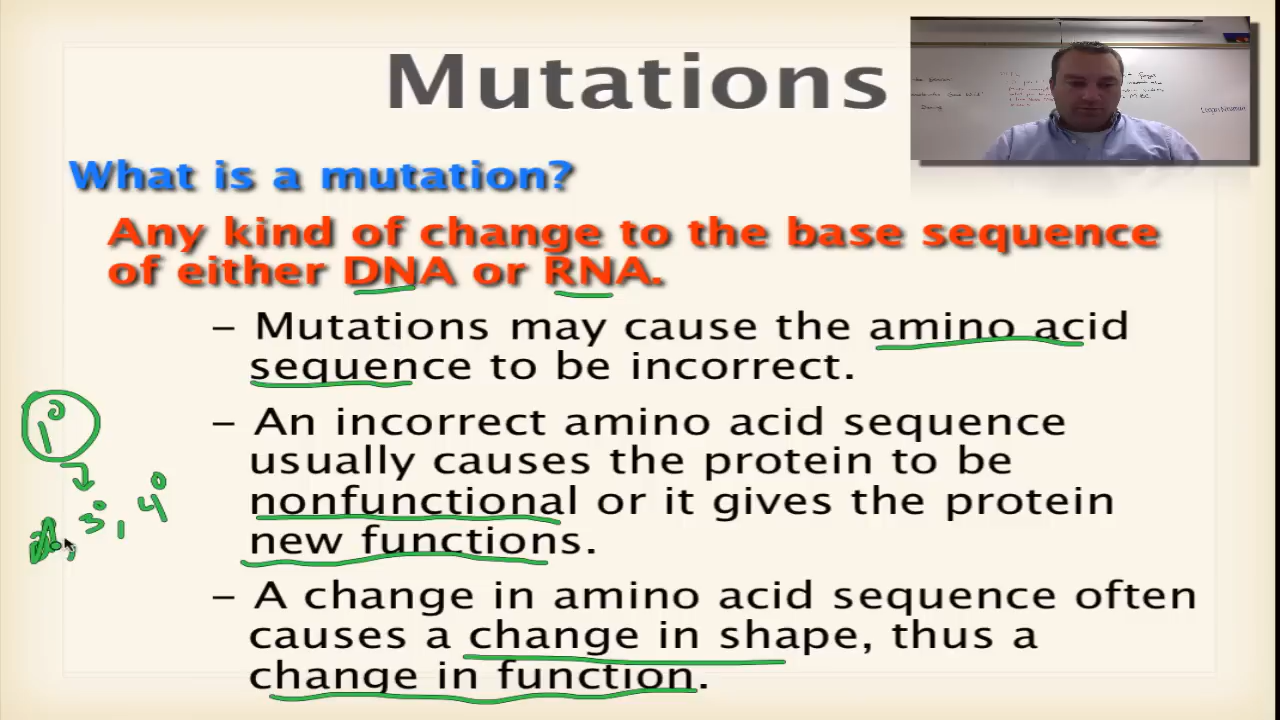 Mutations
What is a mutation?
Any kind of change to the base sequence
of either DNA or RNA.
– Mutations may cause the amino acid
sequence to be incorrect.
– An incorrect amino acid sequence
usually causes the protein to be
nonfunctional or it gives the protein
new functions.
– A change in amino acid sequence often
causes a change in shape, thus a
change in function.
1°
3°, 4°